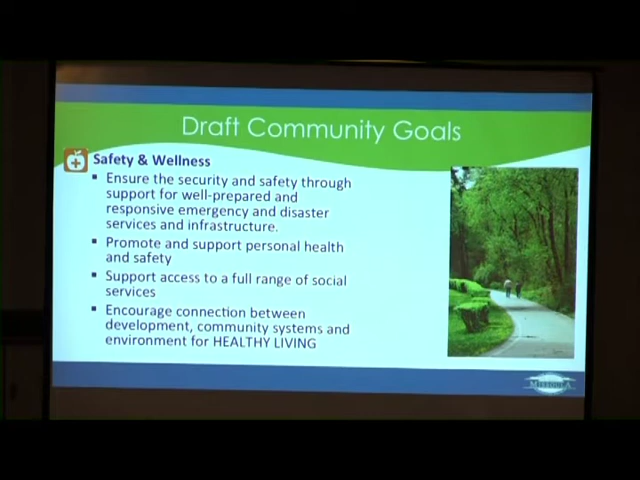 Draft Community Goals
Safety & Wellness
Ensure the security and safety through
support for well-prepared and
responsive emergency and disaster
services and infrastructure.
Promote and support personal health
and safety
Support access to a full range of social
services
Encourage connection between
development, community systems and
environment for HEALTHY LIVING
MISSOULA